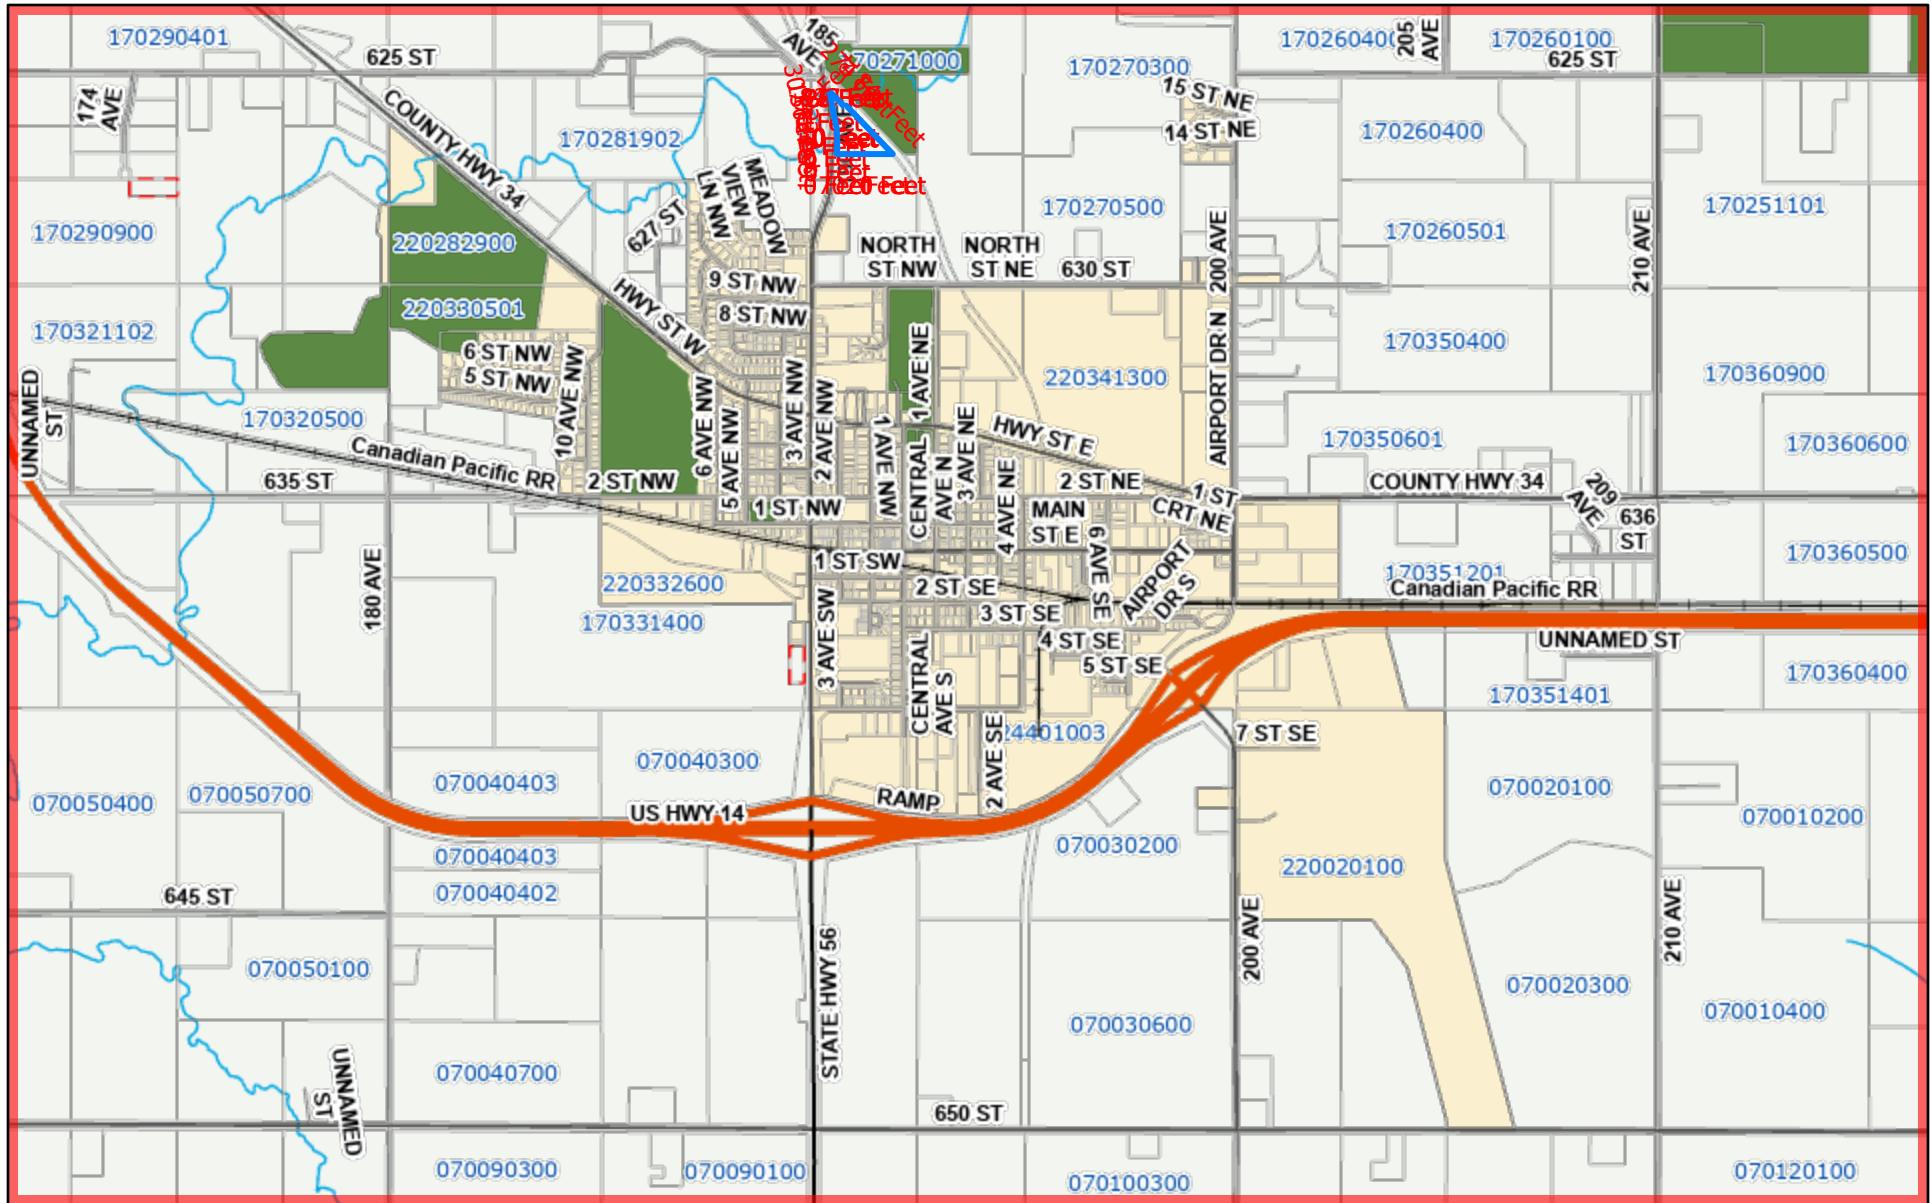 170290401
625 ST
185
AVE
170271000
170270300
170260400
205
AVE
170260100
625 ST
174
AVE
COUNTY HWY 34
170281902
15 ST NE
14 ST NE
170260400
07020 Feet
MEADOW
VIEW
LN NW
627 ST
170290900
220282900
170270500
200 AVE
170260501
210 AVE
170251101
NORTH
ST NW
NORTH
ST NE
630 ST
9 ST NW
HWY ST W
8 ST NW
220330501
170321102
6 ST NW
5 ST NW
10 AVE NW
UNNAMED
ST
170320500
6 AVE NW
5 AVE NW
3 AVE NW
2 AVE NW
1 AVE NE
220341300
AIRPORT DR N
170350400
170360900
1 AVE NW
CENTRAL
AVE N
3 AVE NE
HWY ST E
170350601
170360600
Canadian Pacific RR
635 ST
2 ST NW
1 ST NW
4 AVE NE
2 ST NE
1 ST
CRT NE
MAIN
ST E
COUNTY HWY 34
209
AVE
636
ST
170360500
180 AVE
1 ST SW
2 ST SE
6 AVE SE
AIRPORT
DR S
170351201
Canadian Pacific RR
220332600
170331400
3 AVE SW
3 ST SE
4 ST SE
5 ST SE
UNNAMED ST
170360400
170351401
CENTRAL
AVE S
2 AVE SE
24401003
7 ST SE
070040300
070040403
070050700
070050400
US HWY 14
RAMP
070020100
070010200
070040403
070030200
220020100
645 ST
070040402
200 AVE
210 AVE
STATE HWY 56
070050100
070020300
070010400
070030600
UNNAMED
ST
070040700
650 ST
070090300
070090100
070100300
070120100